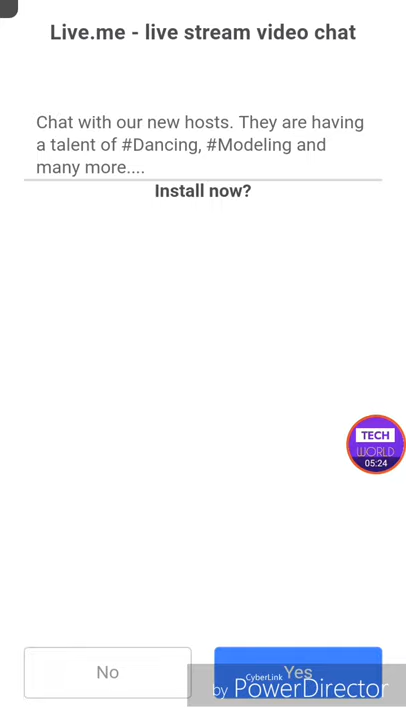 Live.me - live stream video chat
Chat with our new hosts. They are having
a talent of #Dancing, #Modeling and
many more....
Install now?
TECH
WORLD
05:24
No
Yes
CyberLink
by PowerDirector